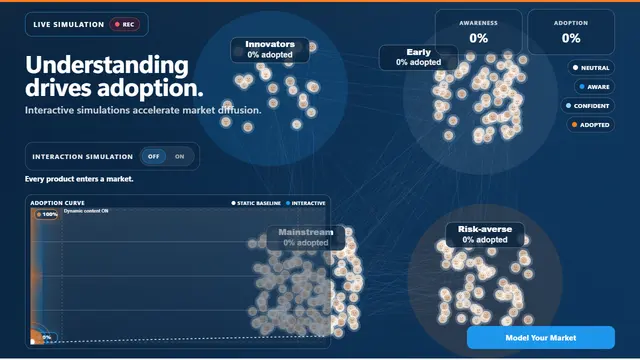 LIVE SIMULATION
REC
Understanding
drives adoption.
Interactive simulations accelerate market diffusion.
INTERACTION SIMULATION
OFF
ON
Every product enters a market.
Innovators
0% adopted
Early
0% adopted
AWARENESS
0%
ADOPTION
0%
NEUTRAL
AWARE
CONFIDENT
ADOPTED
ADOPTION CURVE
STATIC BASELINE
INTERACTIVE
100%
Dynamic content ON
0%
Mainstream
0% adopted
Risk-averse
0% adopted
Model Your Market